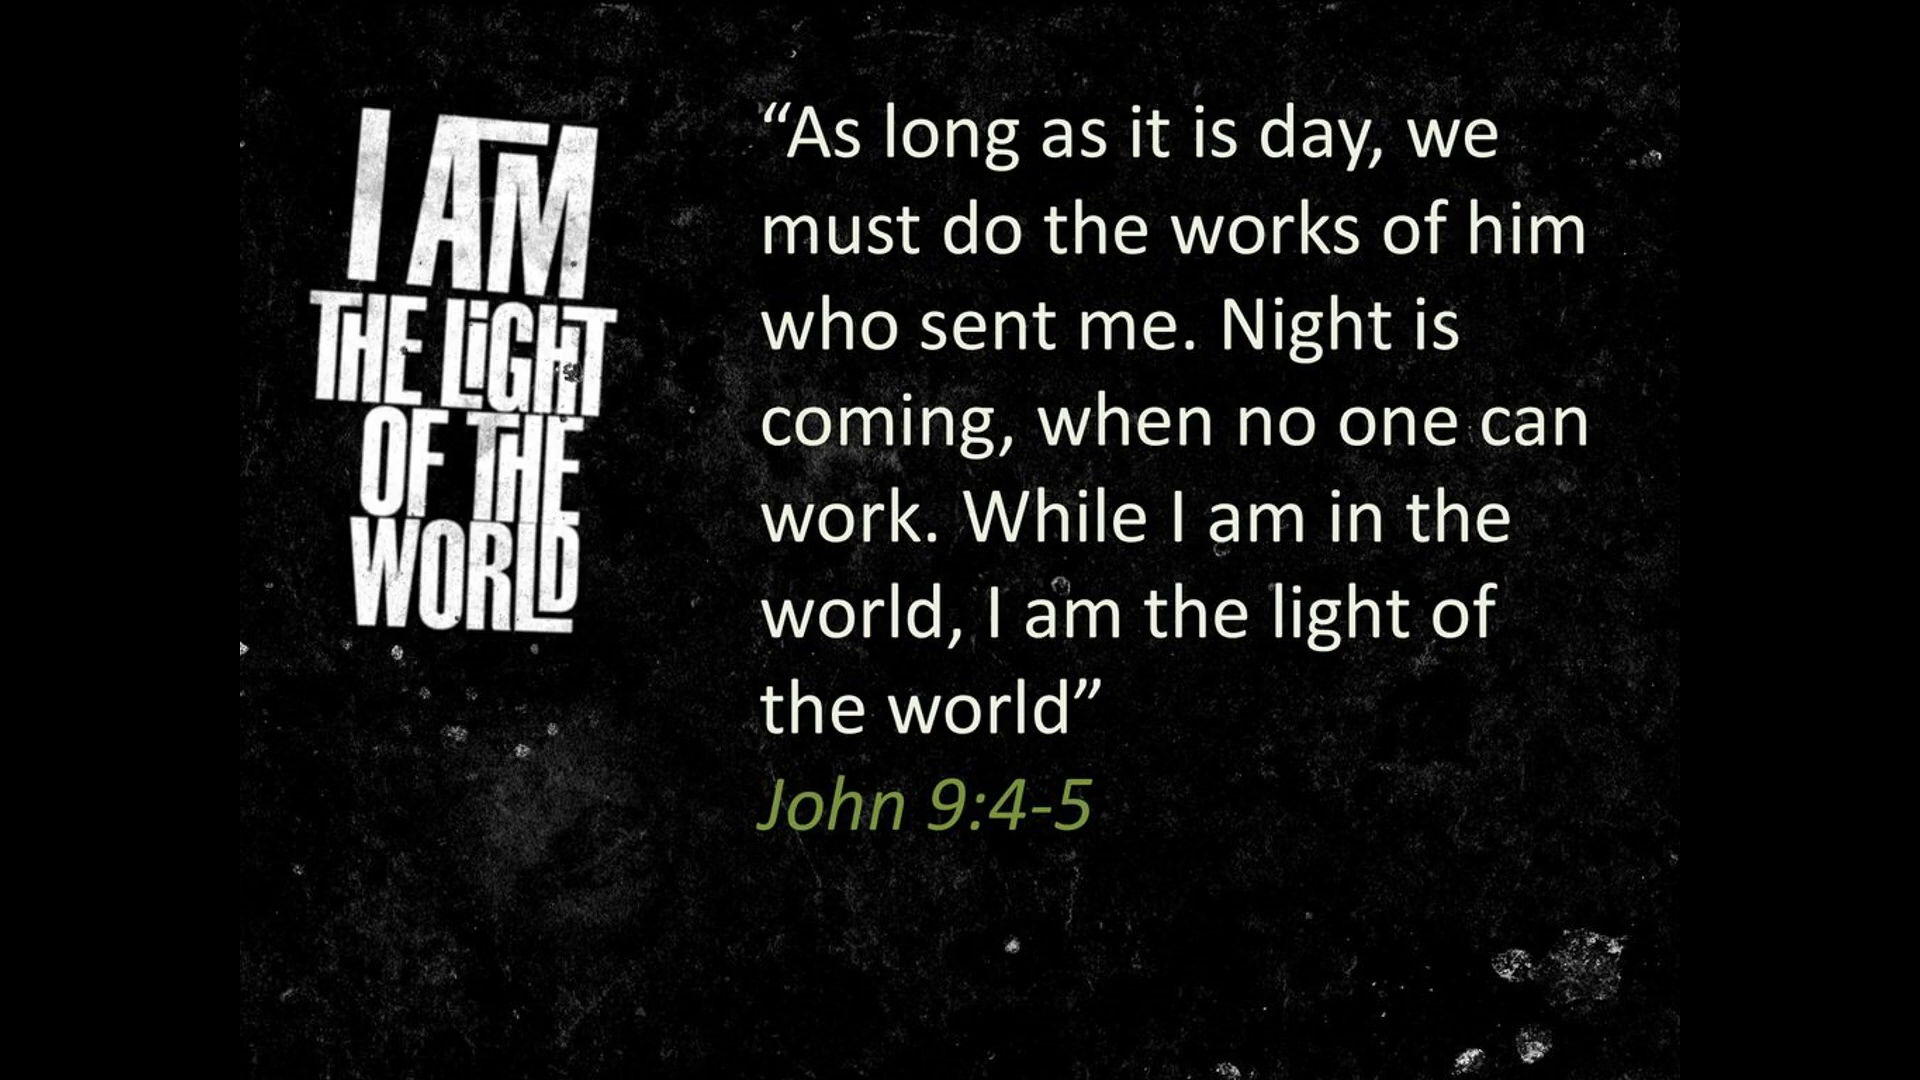 I AM
THE LiGHT
OF THE
WORLD
“As long as it is day, we
must do the works of him
who sent me. Night is
coming, when no one can
work. While I am in the
world, I am the light of
the world”
John 9:4-5